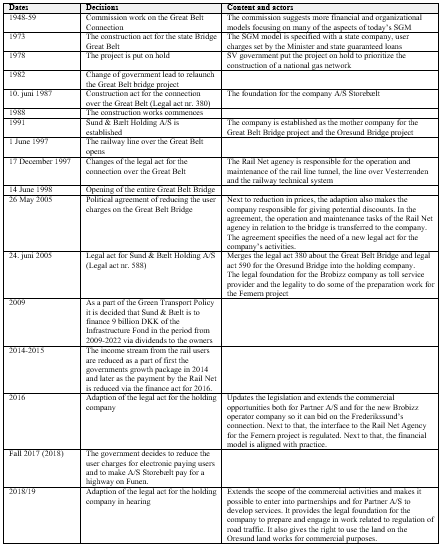 Dates Decisions Content and actors
1948-59 Commission work on the Great Belt The commission suggests more financial and organizational
Connection models focusing on many of the aspects of today's SGM
1973 The construction act for the state Bridge The SGM model is specified with a state company, user
Great Belt charges set by the Minister and state guaranteed loans
1978 The project is put on hold SV government put the project on hold to prioritize the
construction of a national gas network
1982 Change of government lead to relaunch
the Great Belt bridge project
10. juni 1987 Construction act for the connection The foundation for the company A/S Storebælt
over the Great Belt (Legal act nr. 380)
1988 The construction works commences
1991 Sund & Bælt Holding A/S is The company is established as the mother company for the
established Great Belt Bridge project and the Oresund Bridge project
1 June 1997 The railway line over the Great Belt
opens
17 December 1997 Changes of the legal act for the The Rail Net agency is responsible for the operation and
connection over the Great Belt maintenance of the rail line tunnel, the line over Vesterrenden
and the railway technical system
14 June 1998 Opening of the entire Great Belt Bridge
26 May 2005 Political agreement of reducing the user Next to reduction in prices, the adaption also makes the
charges on the Great Belt Bridge company responsible for giving potential discounts. In the
agreement, the operation and maintenance tasks of the Rail Net
agency in relation to the bridge is transferred to the company.
The agreement specifies the need of a new legal act for the
company's activities.
24. juni 2005 Legal act for Sund & Bælt Holding A/S Merges the legal act 380 about the Great Belt Bridge and legal
(Legal act nr. 588) act 590 for the Oresund Bridge into the holding company.
The legal foundation for the Brobizz company as toll service
provider and the legality to do some of the preparation work for
the Femern project
2009 As a part of the Green Transport Policy
it is decided that Sund & Bælt is to
finance 9 billion DKK of the
Infrastructure Fond in the period from
2009-2022 via dividends to the owners
2014-2015 The income stream from the rail users
are reduced as a part of first the
governments growth package in 2014
and later as the payment by the Rail Net
is reduced via the finance act for 2016.
2016 Adaption of the legal act for the holding Updates the legislation and extends the commercial
company opportunities both for Partner A/S and for the new Brobizz
operator company so it can bid on the Frederikssund's
connection. Next to that, the interface to the Rail Net Agency
for the Femern project is regulated. Next to that, the financial
model is aligned with practice.
Fall 2017 (2018) The government decides to reduce the
user charges for electronic paying users
and to make A/S Storebælt pay for a
highway on Funen.
2018/19 Adaption of the legal act for the holding Extends the scope of the commercial activities and makes it
company in hearing possible to enter into partnerships and for Partner A/S to
develop services. It provides the legal foundation for the
company to prepare and engage in work related to regulation of
road traffic. It also gives the right to use the land on the
Oresund land works for commercial purposes.